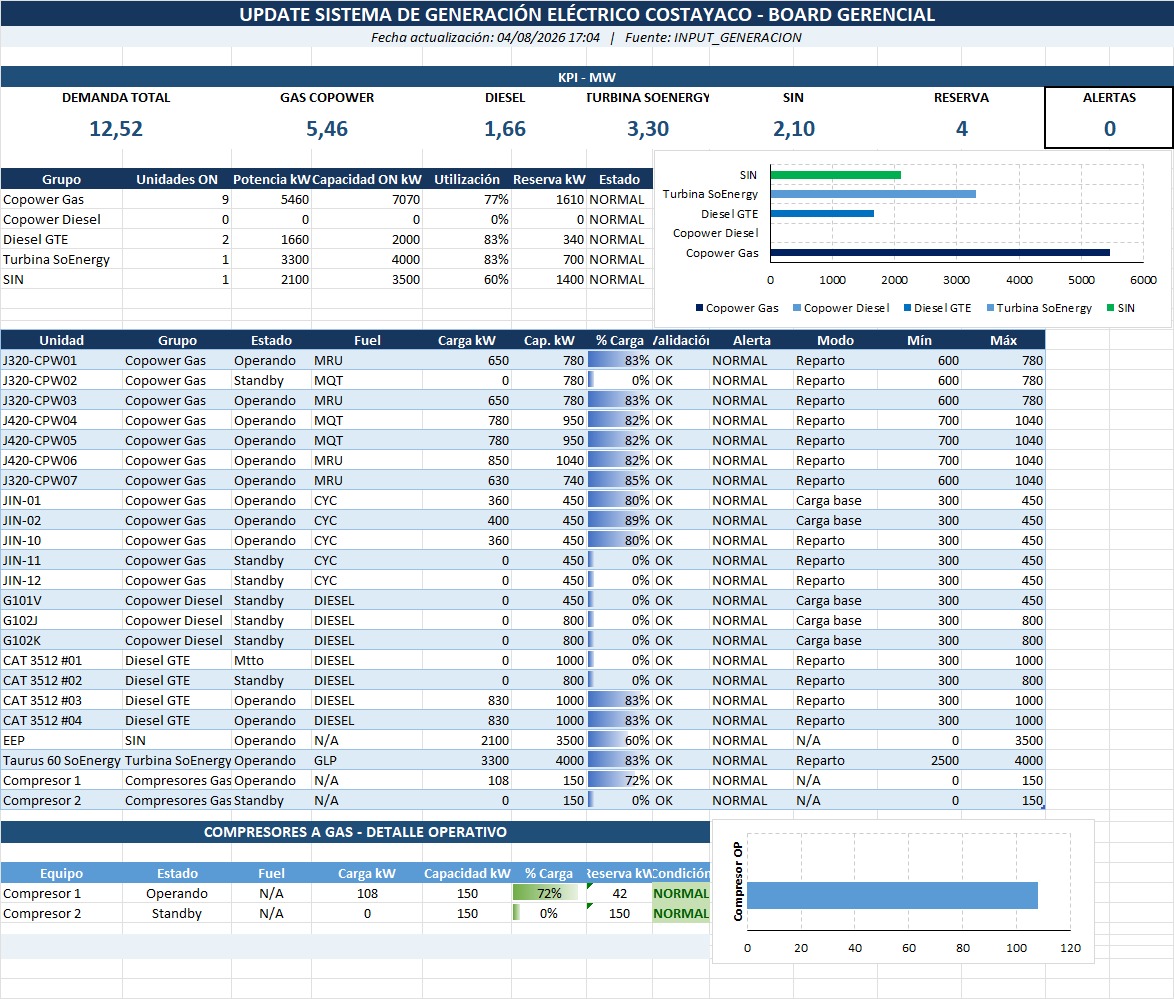 UPDATE SISTEMA DE GENERACIÓN ELÉCTRICO COSTAYACO - BOARD GERENCIAL
Fecha actualización: 04/08/2026 17:04 | Fuente: INPUT_GENERACION
KPI - MW
DEMANDA TOTAL GAS COPOWER DIESEL TURBINA SOENERGY SIN RESERVA ALERTAS
12,52 5,46 1,66 3,30 2,10 4 0
Grupo Unidades ON Potencia kW Capacidad ON kW Utilización Reserva kW Estado
Copower Gas 9 5460 7070 77% 1610 NORMAL
Copower Diesel 0 0 0 0% 0 NORMAL
Diesel GTE 2 1660 2000 83% 340 NORMAL
Turbina SoEnergy 1 3300 4000 83% 700 NORMAL
SIN 1 2100 3500 60% 1400 NORMAL
SIN
Turbina SoEnergy
Diesel GTE
Copower Diesel
Copower Gas
0 1000 2000 3000 4000 5000 6000
Copower Gas Copower Diesel Diesel GTE Turbina SoEnergy SIN
Unidad Grupo Estado Fuel Carga kW Cap. kW % Carga Validación Alerta Modo Mín Máx
J320-CPW01 Copower Gas Operando MRU 650 780 83% OK NORMAL Reparto 600 780
J320-CPW02 Copower Gas Standby MQT 0 780 0% OK NORMAL Reparto 600 780
J320-CPW03 Copower Gas Operando MRU 650 780 83% OK NORMAL Reparto 600 780
J420-CPW04 Copower Gas Operando MQT 780 950 82% OK NORMAL Reparto 700 1040
J420-CPW05 Copower Gas Operando MQT 780 950 82% OK NORMAL Reparto 700 1040
J420-CPW06 Copower Gas Operando MRU 850 1040 82% OK NORMAL Reparto 700 1040
J320-CPW07 Copower Gas Operando MRU 630 740 85% OK NORMAL Reparto 600 1040
JIN-01 Copower Gas Operando CYC 360 450 80% OK NORMAL Carga base 300 450
JIN-02 Copower Gas Operando CYC 400 450 89% OK NORMAL Carga base 300 450
JIN-10 Copower Gas Operando CYC 360 450 80% OK NORMAL Carga base 300 450
JIN-11 Copower Gas Standby CYC 0 450 0% OK NORMAL Reparto 300 450
JIN-12 Copower Gas Standby CYC 0 450 0% OK NORMAL Reparto 300 450
G101V Copower Diesel Standby DIESEL 0 450 0% OK NORMAL Carga base 300 450
G102J Copower Diesel Standby DIESEL 0 800 0% OK NORMAL Carga base 300 800
G102K Copower Diesel Standby DIESEL 0 800 0% OK NORMAL Carga base 300 800
CAT 3512 #01 Diesel GTE Mtto DIESEL 0 1000 0% OK NORMAL Reparto 300 1000
CAT 3512 #02 Diesel GTE Standby DIESEL 0 800 0% OK NORMAL Reparto 300 800
CAT 3512 #03 Diesel GTE Operando DIESEL 830 1000 83% OK NORMAL Reparto 300 1000
CAT 3512 #04 Diesel GTE Operando DIESEL 830 1000 83% OK NORMAL Reparto 300 1000
EEP SIN Operando N/A 2100 3500 60% OK NORMAL N/A 0 3500
Taurus 60 SoEnergy Turbina SoEnergy Operando GLP 3300 4000 83% OK NORMAL Reparto 2500 4000
Compresor 1 Compresores Gas Operando N/A 108 150 72% OK NORMAL N/A 0 150
Compresor 2 Compresores Gas Standby N/A 0 150 0% OK NORMAL N/A 0 150
COMPRESORES A GAS - DETALLE OPERATIVO
Equipo Estado Fuel Carga kW Capacidad kW % Carga Reserva kW Condición
Compresor 1 Operando N/A 108 150 72% 42 NORMAL
Compresor 2 Standby N/A 0 150 0% 150 NORMAL
Compresor OP
0 20 40 60 80 100 120